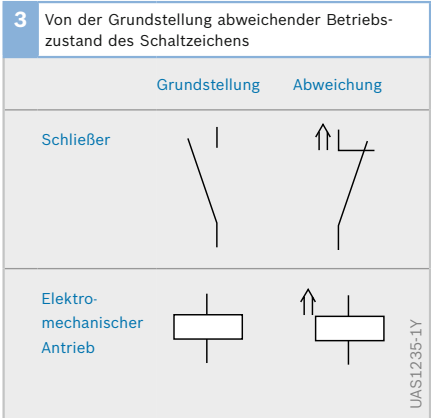 3
Von der Grundstellung abweichender Betriebs-
zustand des Schaltzeichens
Grundstellung Abweichung
Schließer
Elektro-
mechanischer
Antrieb
UAS1235-1Y